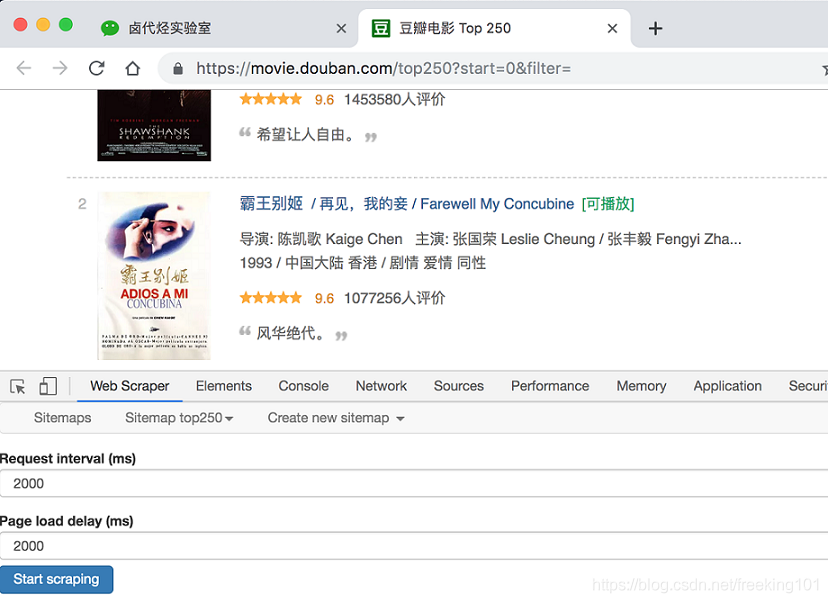 卤代烃实验室
豆瓣电影 Top 250
https://movie.douban.com/top250?start=0&filter=
SHAWSHANK
REDEMPTION
9.6 1453580人评价
“ 希望让人自由。 ”
2
霸王别姬 / 再见，我的妾 / Farewell My Concubine [可播放]
导演: 陈凯歌 Kaige Chen 主演: 张国荣 Leslie Cheung / 张丰毅 Fengyi Zha...
1993 / 中国大陆 香港 / 剧情 爱情 同性
霸王别姬
ADIOS A MI
CONCUBINA
9.6 1077256人评价
“ 风华绝代。 ”
Web Scraper Elements Console Network Sources Performance Memory Application Securi
Sitemaps Sitemap top250 Create new sitemap
Request interval (ms)
2000
Page load delay (ms)
2000
Start scraping
https://blog.csdn.net/freeking101